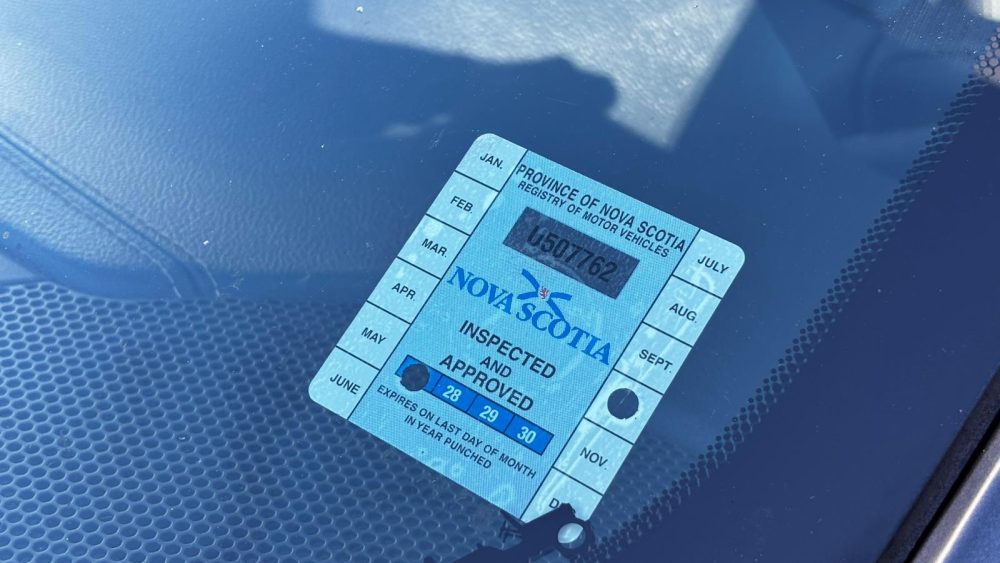 JAN.
FEB.
MAR.
APR.
MAY
JUNE
PROVINCE OF NOVA SCOTIA
REGISTRY OF MOTOR VEHICLES
U507762
NOVA SCOTIA
INSPECTED
AND
APPROVED
28 29 30
EXPIRES ON LAST DAY OF MONTH
IN YEAR PUNCHED
JULY
AUG.
SEPT.
NOV.